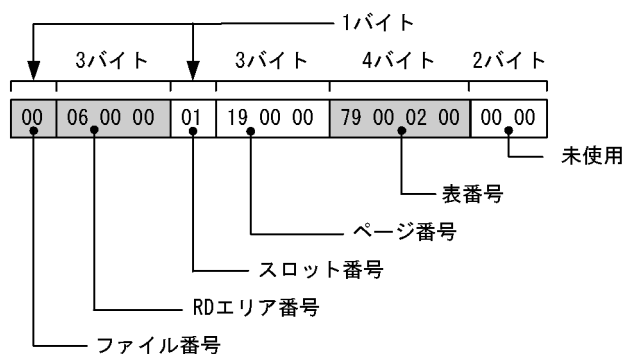 1バイト
3バイト 3バイト 4バイト 2バイト
00 06 00 00 01 19 00 00 79 00 02 00 00 00
未使用
表番号
ページ番号
スロット番号
RDエリア番号
ファイル番号